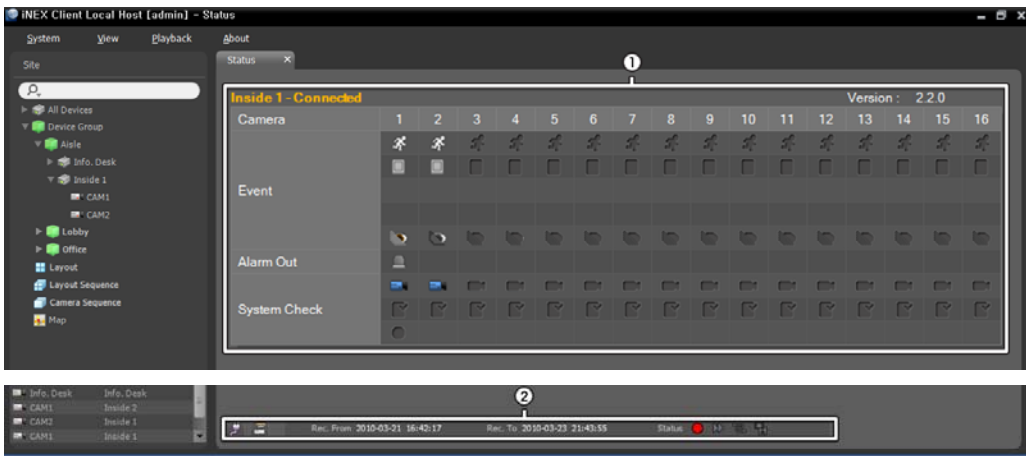 iNEX Client Local Host [admin] - Status
System View Playback About
Site
Status ×
1
Inside 1 - Connected Version : 2.2.0
All Devices
Device Group
Aisle
Info. Desk
Inside 1
CAM1
CAM2
Lobby
Office
Layout
Layout Sequence
Camera Sequence
Map
Camera 1 2 3 4 5 6 7 8 9 10 11 12 13 14 15 16
Event
Alarm Out
System Check
2
Info. Desk Info. Desk
CAM1 Inside 2
CAM2 Inside 1
CAM1 Inside 1
Rec. From 2010-03-21 16:42:17 Rec. To 2010-03-23 21:43:55 Status